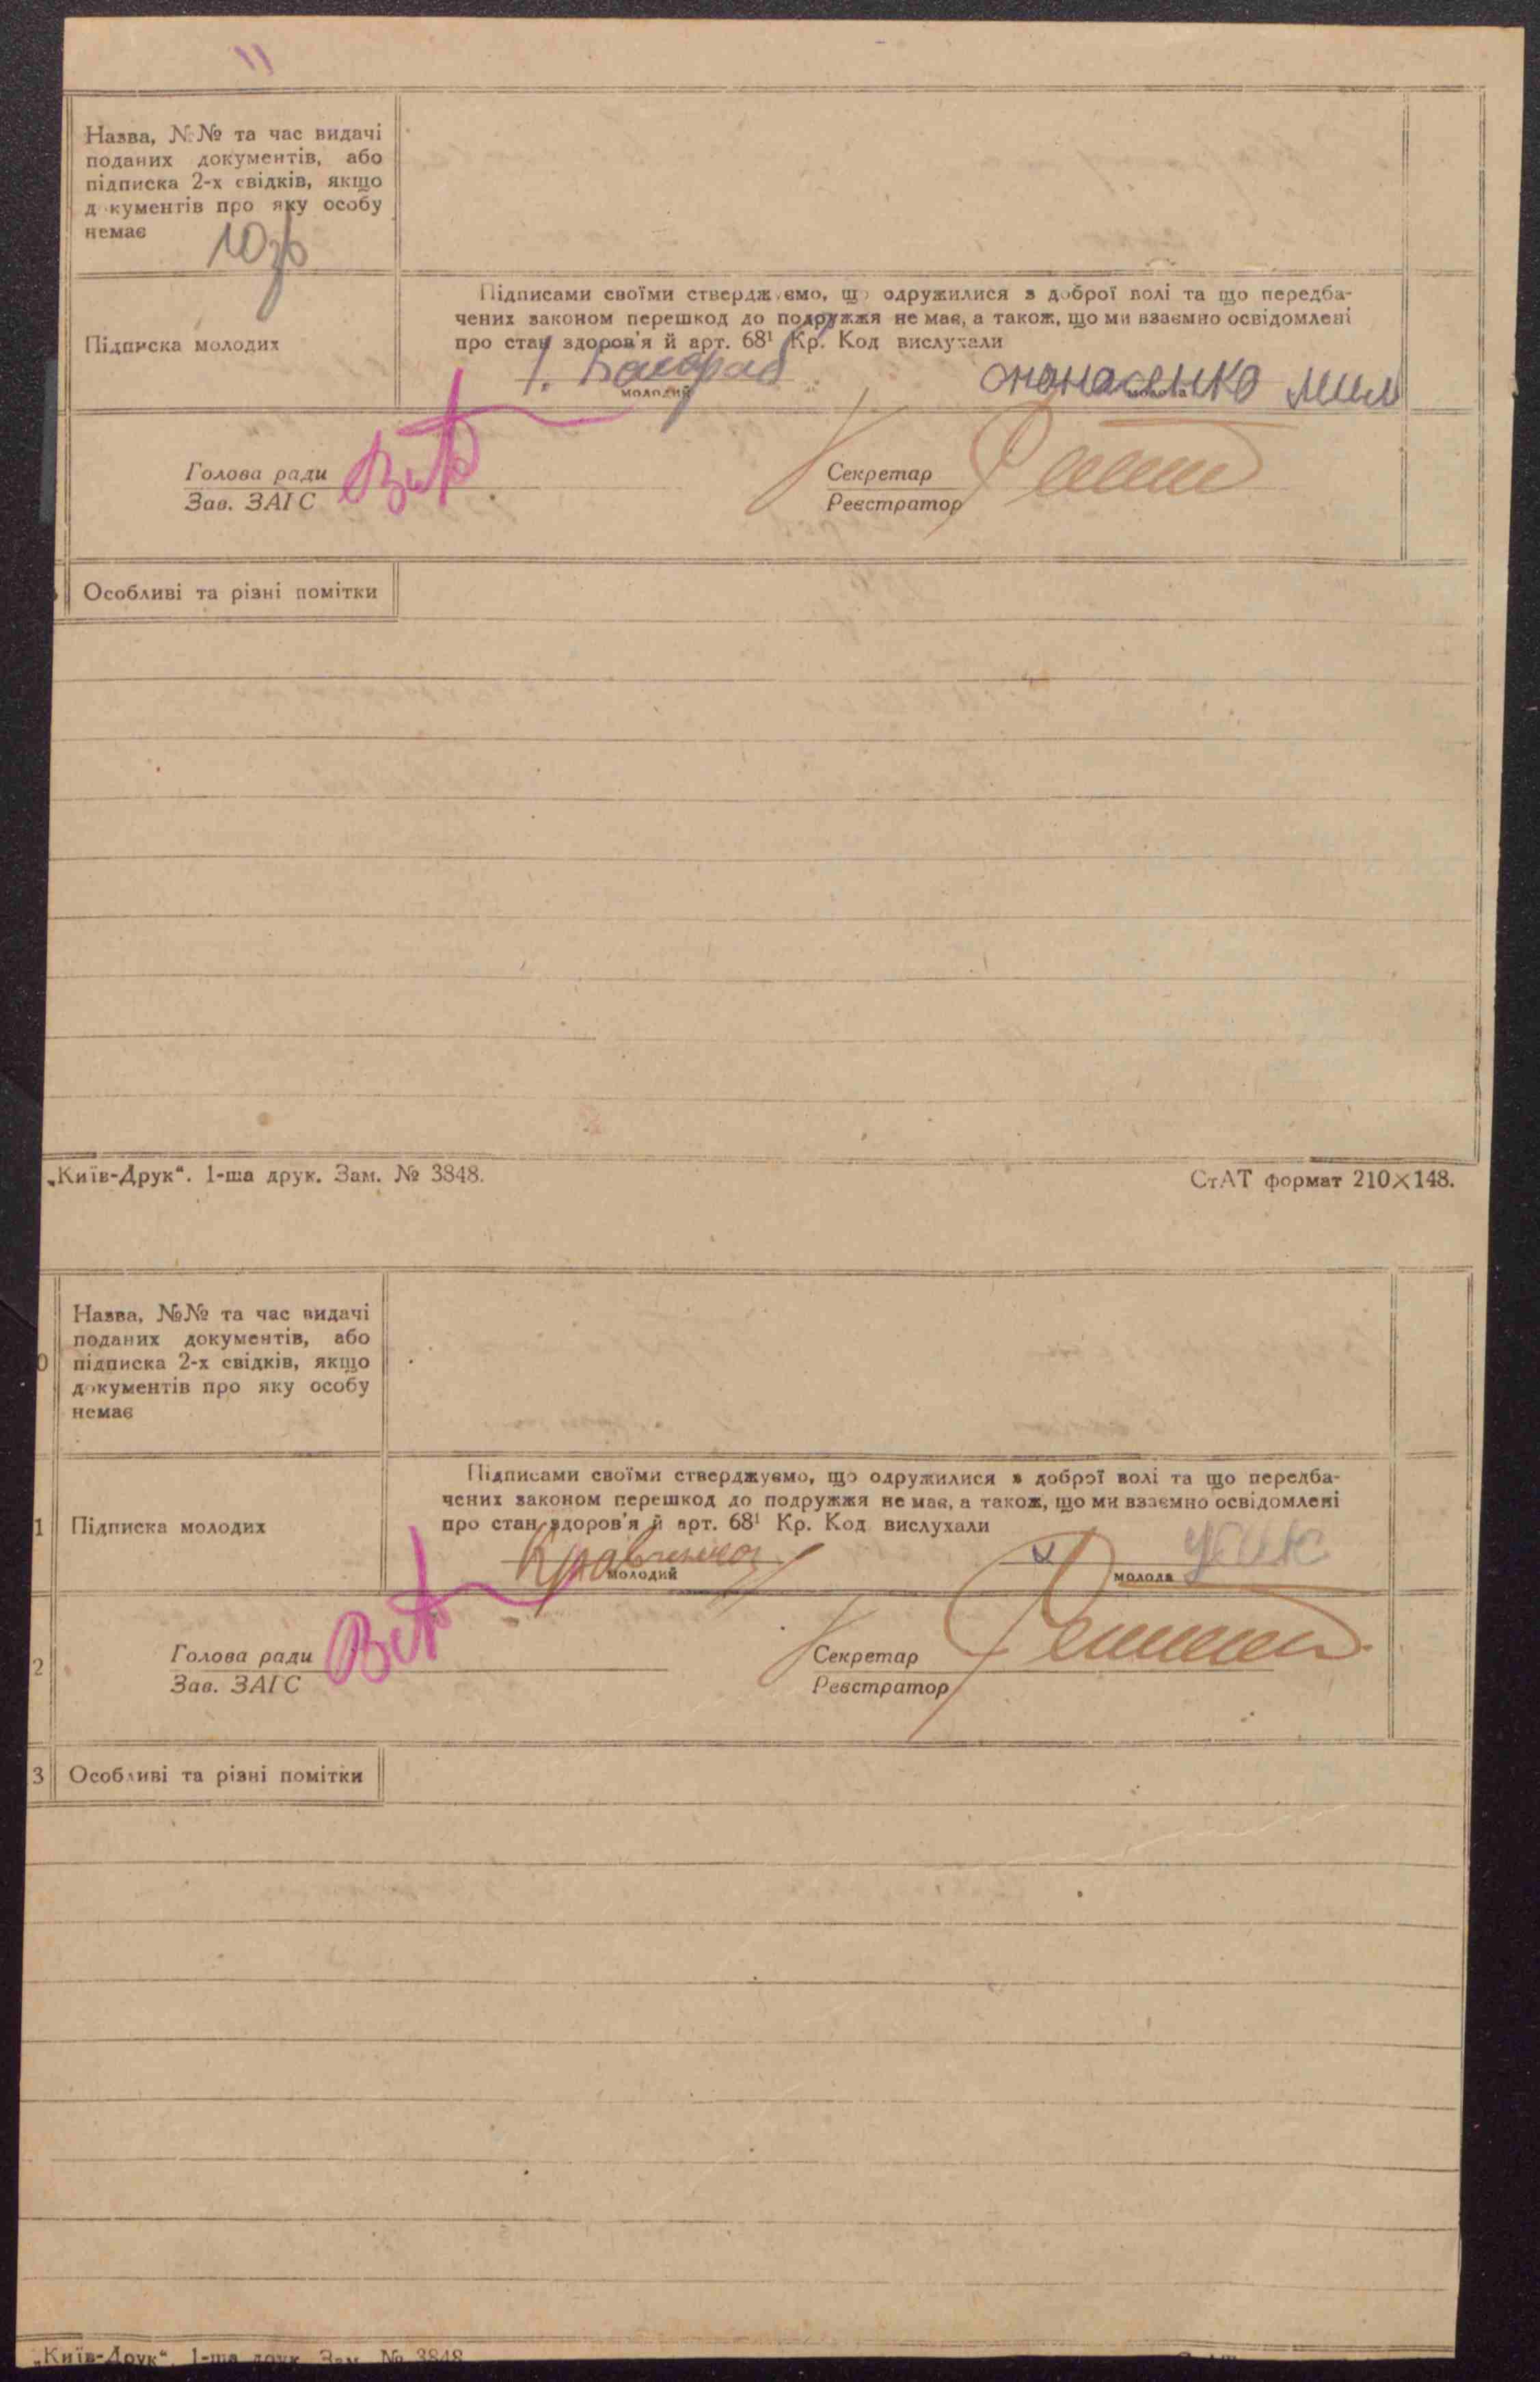 11
Назва, №№ та час видачі
поданих документів, або
підписка 2-х свідків, якщо
д кументів про яку особу
немає
Підписами своїми стверджуємо, що одружилися з доброї волі та що передба-
чених законом перешкод до подружжя не має, а також, що ми взаємно освідомлені
Підписка молодих
про стан здоров'я й арт. 68¹ Кр. Код вислухали
молодий
молода
Голова ради
Секретар
Зав. ЗАГС
Реєстратор
Особливі та різні помітки
„Київ-Друк“. 1-ша друк. Зам. № 3848.
СтАТ формат 210×148.
Назва, №№ та час видачі
поданих документів, або
0 підписка 2-х свідків, якщо
документів про яку особу
немає
Підписами своїми стверджуємо, що одружилися з доброї волі та що передба-
чених законом перешкод до подружжя не має, а також, що ми взаємно освідомлені
1 Підписка молодих
про стан здоров'я й арт. 68¹ Кр. Код вислухали
Кравченко
молодий
молода
Голова ради
Секретар
2
Зав. ЗАГС
Реєстратор
3 Особливі та різні помітки
„Київ-Друк“. 1-ша друк. Зам. № 3848